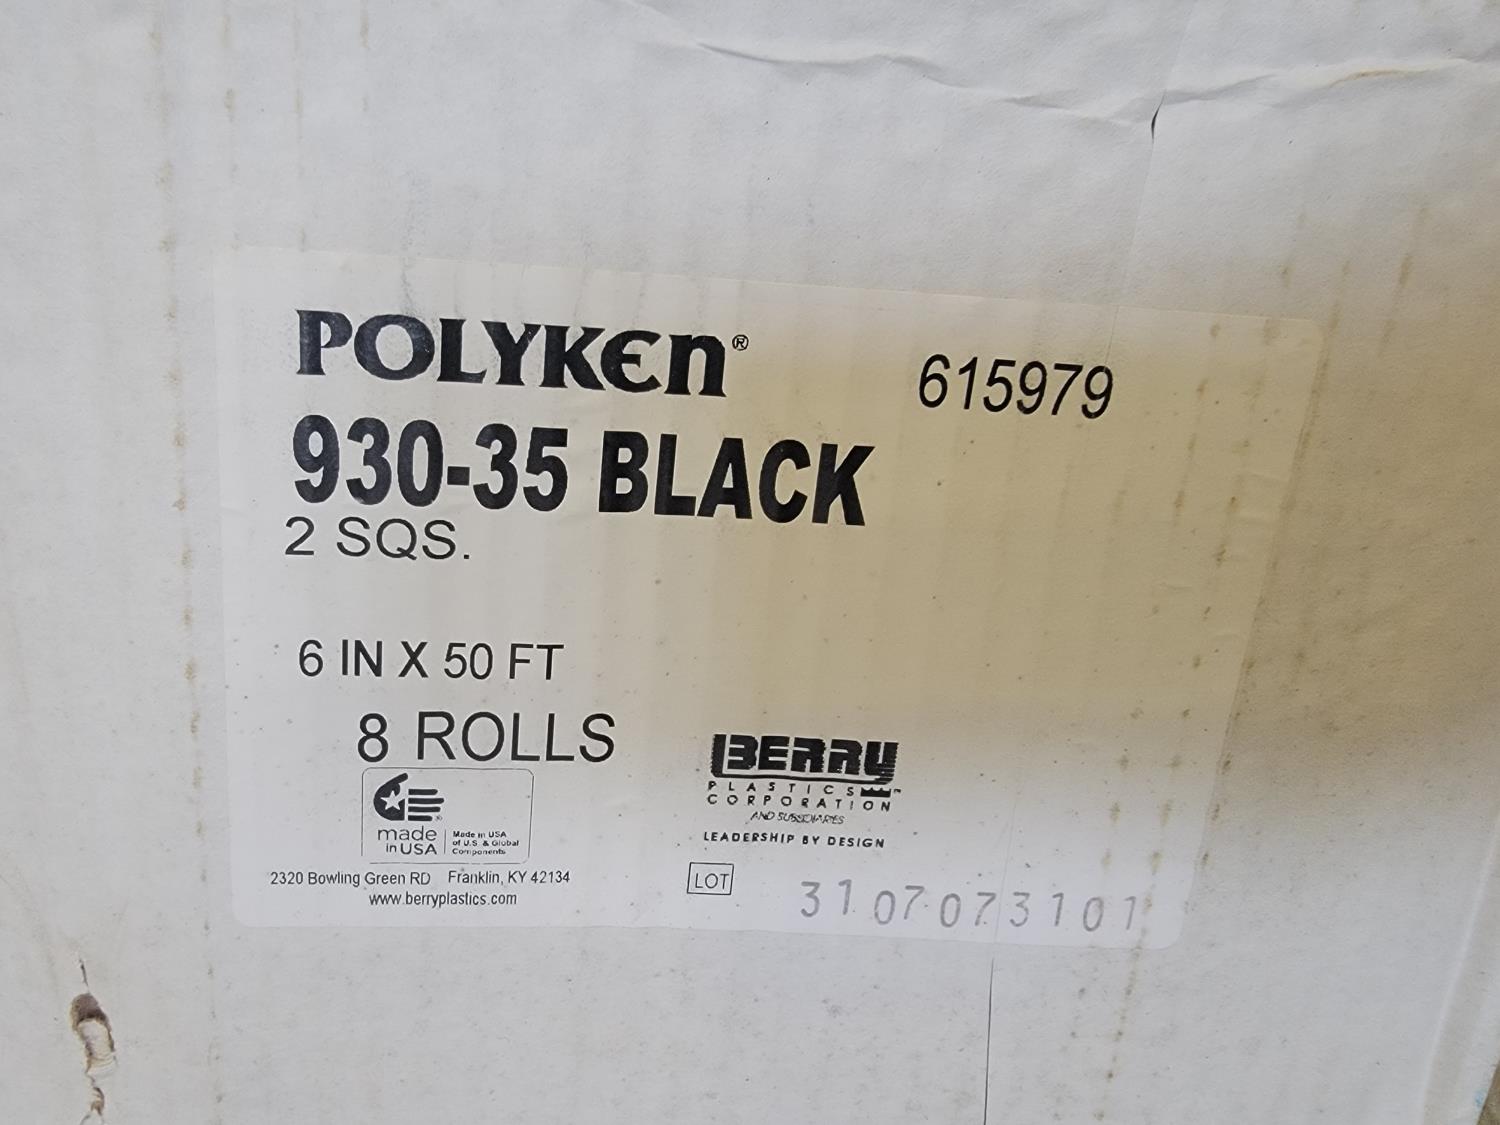 POLYKEN®
615979
930-35 BLACK
2 SQS.
6 IN X 50 FT
8 ROLLS
made
in USA
Made in USA
of U.S. & Global
Components
BERRY
PLASTICS™
CORPORATION
AND SUBSIDIARIES
LEADERSHIP BY DESIGN
2320 Bowling Green RD Franklin, KY 42134
www.berryplastics.com
LOT
3107073101